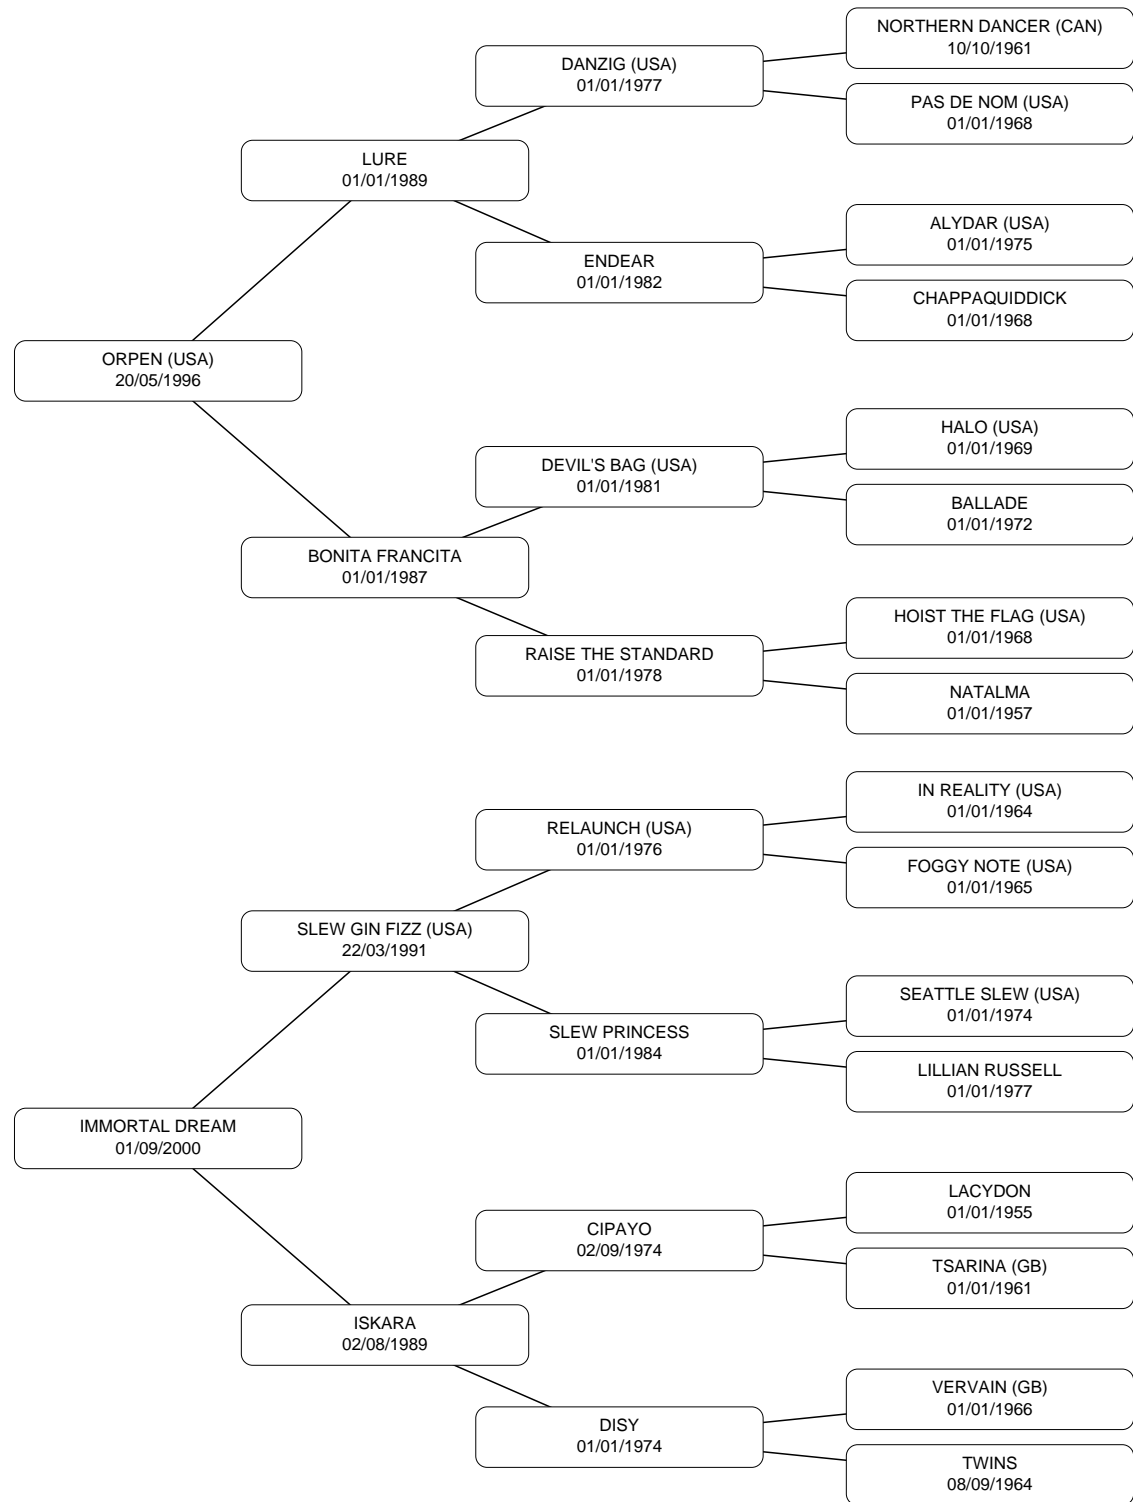 NORTHERN DANCER (CAN)
10/10/1961
DANZIG (USA)
01/01/1977
PAS DE NOM (USA)
01/01/1968
LURE
01/01/1989
ALYDAR (USA)
01/01/1975
ENDEAR
01/01/1982
CHAPPAQUIDDICK
01/01/1968
ORPEN (USA)
20/05/1996
HALO (USA)
01/01/1969
DEVIL'S BAG (USA)
01/01/1981
BALLADE
01/01/1972
BONITA FRANCITA
01/01/1987
HOIST THE FLAG (USA)
01/01/1968
RAISE THE STANDARD
01/01/1978
NATALMA
01/01/1957
IN REALITY (USA)
01/01/1964
RELAUNCH (USA)
01/01/1976
FOGGY NOTE (USA)
01/01/1965
SLEW GIN FIZZ (USA)
22/03/1991
SEATTLE SLEW (USA)
01/01/1974
SLEW PRINCESS
01/01/1984
LILLIAN RUSSELL
01/01/1977
IMMORTAL DREAM
01/09/2000
LACYDON
01/01/1955
CIPAYO
02/09/1974
TSARINA (GB)
01/01/1961
ISKARA
02/08/1989
VERVAIN (GB)
01/01/1966
DISY
01/01/1974
TWINS
08/09/1964